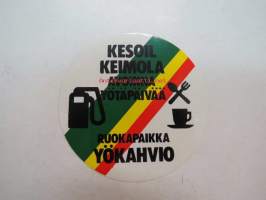 KESOIL
KEIMOLA
YÖTÄPÄIVÄÄ
RUOKAPAIKKA
YÖKAHVIO